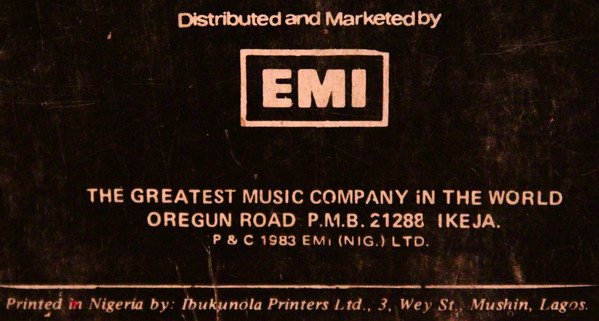 Distributed and Marketed by
EMI
THE GREATEST MUSIC COMPANY iN THE WORLD
OREGUN ROAD P.M.B. 21288 IKEJA.
P & C 1983 EMI (NIG.) LTD.
Printed in Nigeria by: Ibukunola Printers Ltd., 3, Wey St., Mushin, Lagos.